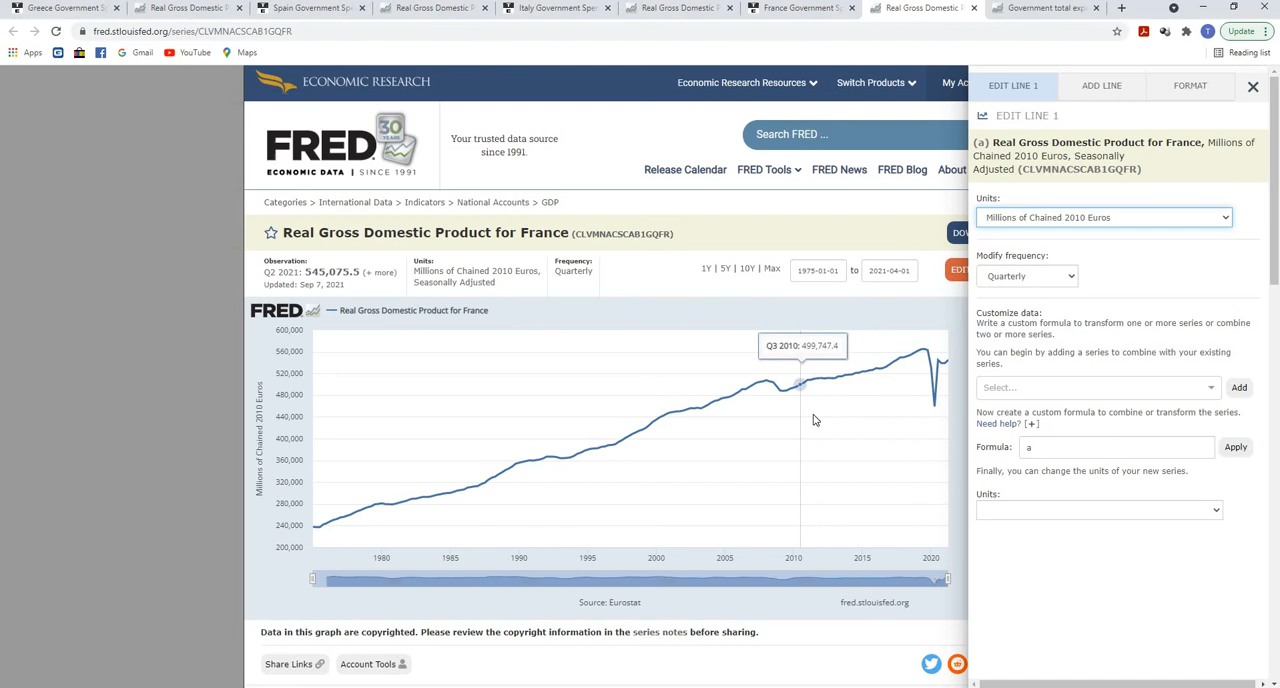 Greece Government S
Real Gross Domestic P
Spain Government Spe
Real Gross Domestic P
Italy Government Spen
Real Gross Domestic P
France Government Sp
Real Gross Domestic P
Government total exp
fred.stlouisfed.org/series/CLVMNACSCAB1GQFR
Update
Apps
Gmail
YouTube
Maps
Reading list
ECONOMIC RESEARCH
Economic Research Resources
Switch Products
My Ac
FRED
30 YEARS
ECONOMIC DATA | SINCE 1991
Your trusted data source
since 1991.
Search FRED ...
Release Calendar
FRED Tools
FRED News
FRED Blog
About
Categories > International Data > Indicators > National Accounts > GDP
Real Gross Domestic Product for France (CLVMNACSCAB1GQFR)
DOW
Observation:
Q2 2021: 545,075.5 (+ more)
Updated: Sep 7, 2021
Units:
Millions of Chained 2010 Euros,
Seasonally Adjusted
Frequency:
Quarterly
1Y | 5Y | 10Y | Max
1975-01-01 to 2021-04-01
EDI
FRED
Real Gross Domestic Product for France
Millions of Chained 2010 Euros
600,000
560,000
520,000
480,000
440,000
400,000
360,000
320,000
280,000
240,000
200,000
Q3 2010: 499,747.4
1980
1985
1990
1995
2000
2005
2010
2015
2020
Source: Eurostat
fred.stlouisfed.org
Data in this graph are copyrighted. Please review the copyright information in the series notes before sharing.
Share Links
Account Tools
EDIT LINE 1
ADD LINE
FORMAT
EDIT LINE 1
(a) Real Gross Domestic Product for France, Millions of
Chained 2010 Euros, Seasonally
Adjusted (CLVMNACSCAB1GQFR)
Units:
Millions of Chained 2010 Euros
Modify frequency:
Quarterly
Customize data:
Write a custom formula to transform one or more series or combine
two or more series.
You can begin by adding a series to combine with your existing
series.
Select...
Add
Now create a custom formula to combine or transform the series.
Need help? [+]
Formula:
a
Apply
Finally, you can change the units of your new series.
Units: